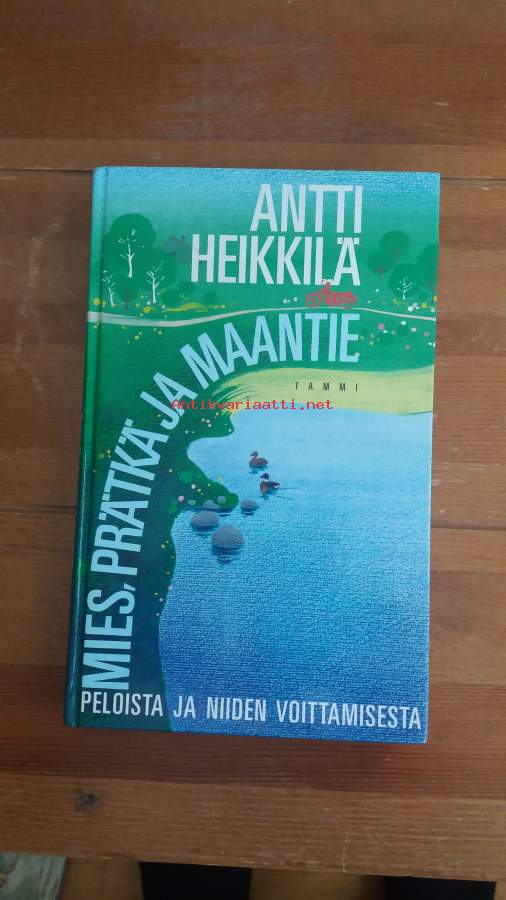 ANTTI
HEIKKILÄ
MIES, PRÄTKÄ JA MAANTIE
TAMMI
Antikvariaatti.net
PELOISTA JA NIIDEN VOITTAMISESTA